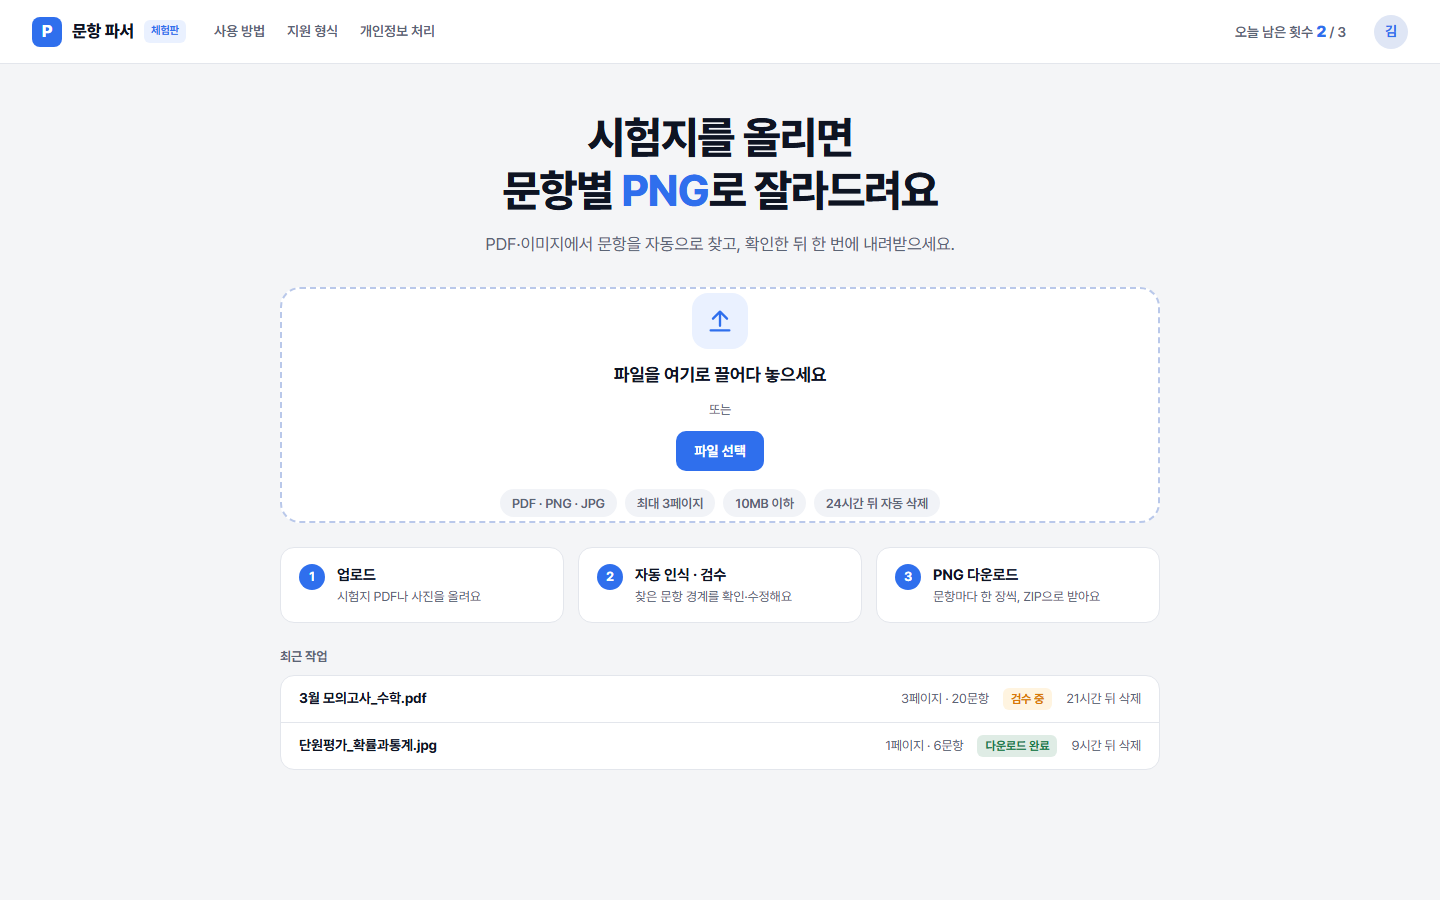 P 문항 파서 체험판 사용 방법 지원 형식 개인정보 처리 오늘 남은 횟수 2 / 3 김
시험지를 올리면
문항별 PNG로 잘라드려요
PDF·이미지에서 문항을 자동으로 찾고, 확인한 뒤 한 번에 내려받으세요.
파일을 여기로 끌어다 놓으세요
또는
파일 선택
PDF · PNG · JPG 최대 3페이지 10MB 이하 24시간 뒤 자동 삭제
1 업로드
시험지 PDF나 사진을 올려요
2 자동 인식 · 검수
찾은 문항 경계를 확인·수정해요
3 PNG 다운로드
문항마다 한 장씩, ZIP으로 받아요
최근 작업
3월 모의고사_수학.pdf 3페이지 · 20문항 검수 중 21시간 뒤 삭제
단원평가_확률과통계.jpg 1페이지 · 6문항 다운로드 완료 9시간 뒤 삭제